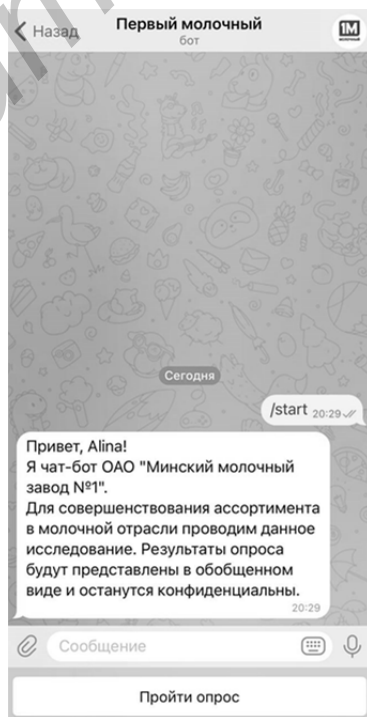 Назад
Первый молочный
бот
1М
МОЛОЧНЫЙ
Сегодня
/start 20:29
Привет, Alina!
Я чат-бот ОАО "Минский молочный
завод №1".
Для совершенствования ассортимента
в молочной отрасли проводим данное
исследование. Результаты опроса
будут представлены в обобщенном
виде и останутся конфиденциальны.
20:29
Сообщение
Пройти опрос